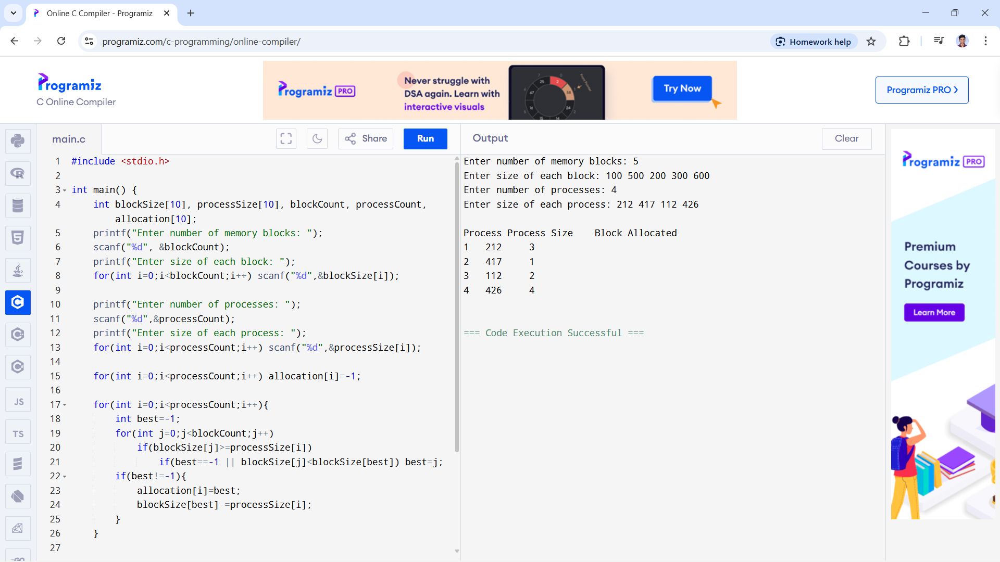 Online C Compiler - Programiz
programiz.com/c-programming/online-compiler/
Homework help
Programiz
C Online Compiler
Programiz PRO
Never struggle with
DSA again. Learn with
interactive visuals
Try Now
Programiz PRO
main.c
Share
Run
Output
Clear
1 #include <stdio.h>
2
3 int main() {
4 int blockSize[10], processSize[10], blockCount, processCount,
allocation[10];
5 printf("Enter number of memory blocks: ");
6 scanf("%d", &blockCount);
7 printf("Enter size of each block: ");
8 for(int i=0;i<blockCount;i++) scanf("%d",&blockSize[i]);
9
10 printf("Enter number of processes: ");
11 scanf("%d",&processCount);
12 printf("Enter size of each process: ");
13 for(int i=0;i<processCount;i++) scanf("%d",&processSize[i]);
14
15 for(int i=0;i<processCount;i++) allocation[i]=-1;
16
17 for(int i=0;i<processCount;i++){
18 int best=-1;
19 for(int j=0;j<blockCount;j++)
20 if(blockSize[j]>=processSize[i])
21 if(best==-1 || blockSize[j]<blockSize[best]) best=j;
22 if(best!=-1){
23 allocation[i]=best;
24 blockSize[best]-=processSize[i];
25 }
26 }
27
Enter number of memory blocks: 5
Enter size of each block: 100 500 200 300 600
Enter number of processes: 4
Enter size of each process: 212 417 112 426
Process Process Size Block Allocated
1 212 3
2 417 1
3 112 2
4 426 4
=== Code Execution Successful ===
JS
TS
Programiz PRO
Premium
Courses by
Programiz
Learn More